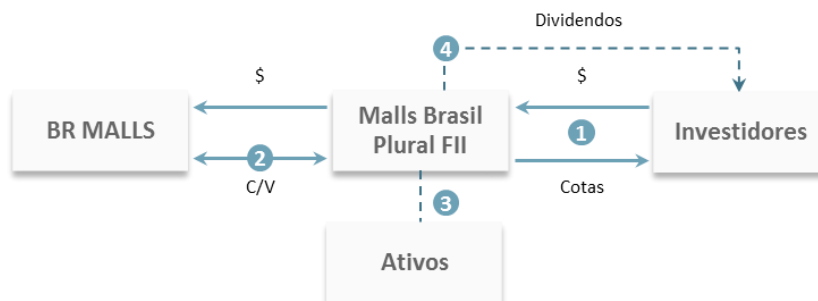 Dividendos
4
$
$
BR MALLS
Malls Brasil
Plural FII
1
Investidores
2
C/V
Cotas
3
Ativos